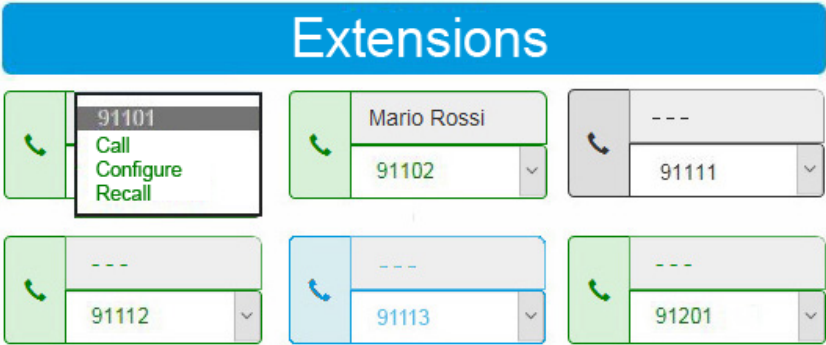 Extensions
91101
Call
Configure
Recall
Mario Rossi
91102
---
91111
---
91112
---
91113
---
91201